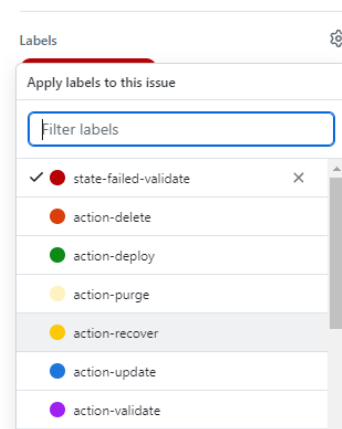 Labels
Apply labels to this issue
Filter labels
state-failed-validate
action-delete
action-deploy
action-purge
action-recover
action-update
action-validate